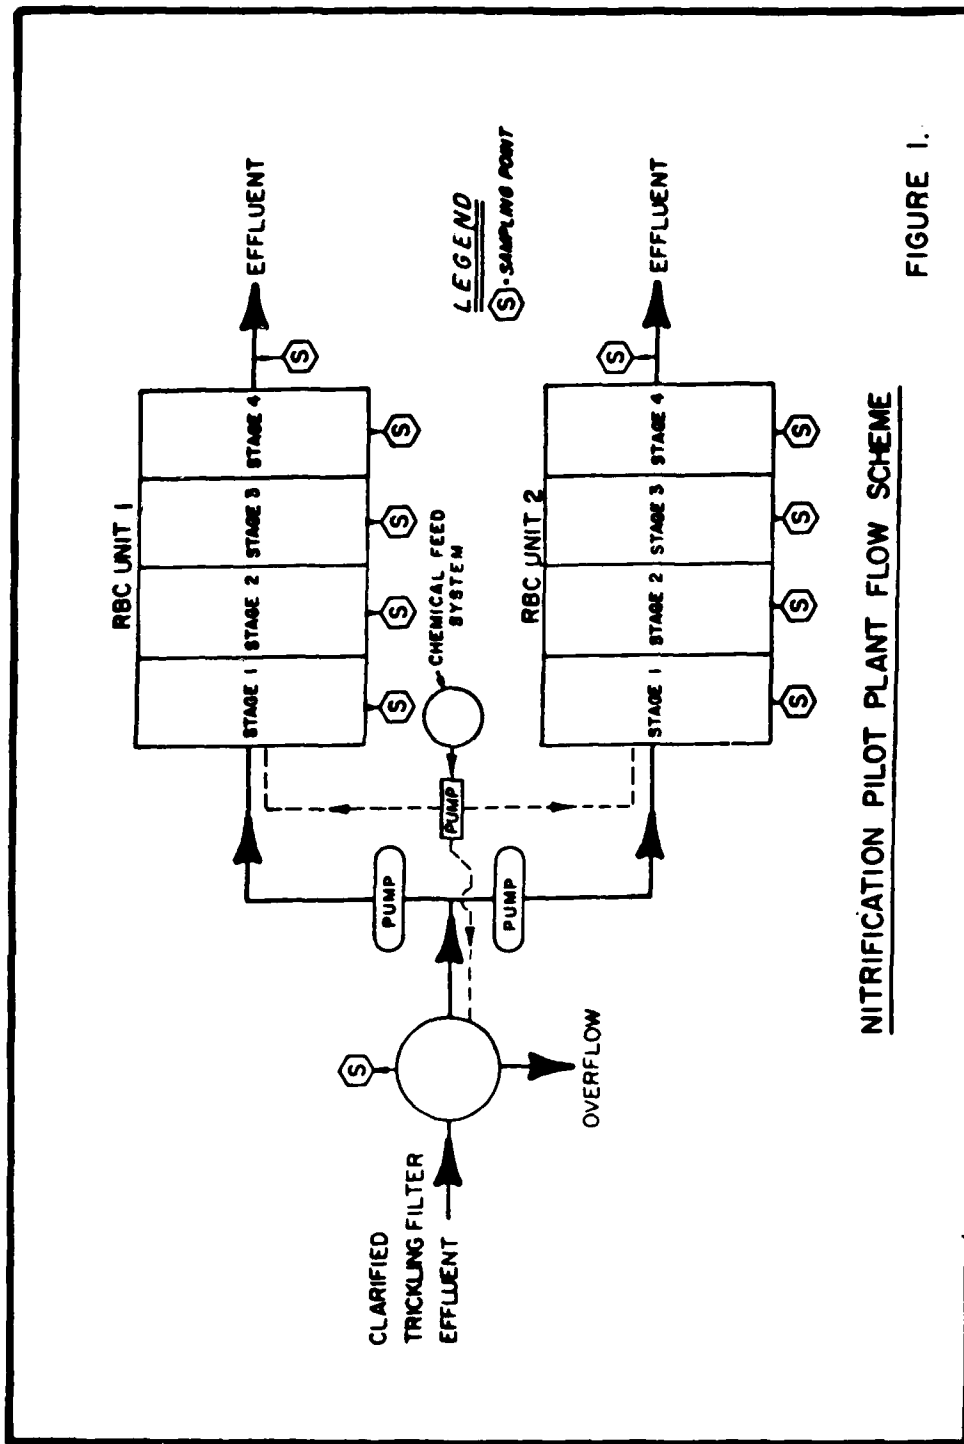 RBC UNIT 1
STAGE 1
STAGE 2
STAGE 3
STAGE 4
EFFLUENT
S
S
S
S
S
CHEMICAL FEED
SYSTEM
LEGEND
S - SAMPLING POINT
PUMP
PUMP
PUMP
S
CLARIFIED
TRICKLING FILTER
EFFLUENT
OVERFLOW
RBC UNIT 2
STAGE 1
STAGE 2
STAGE 3
STAGE 4
EFFLUENT
S
S
S
S
S
NITRIFICATION PILOT PLANT FLOW SCHEME
FIGURE 1.